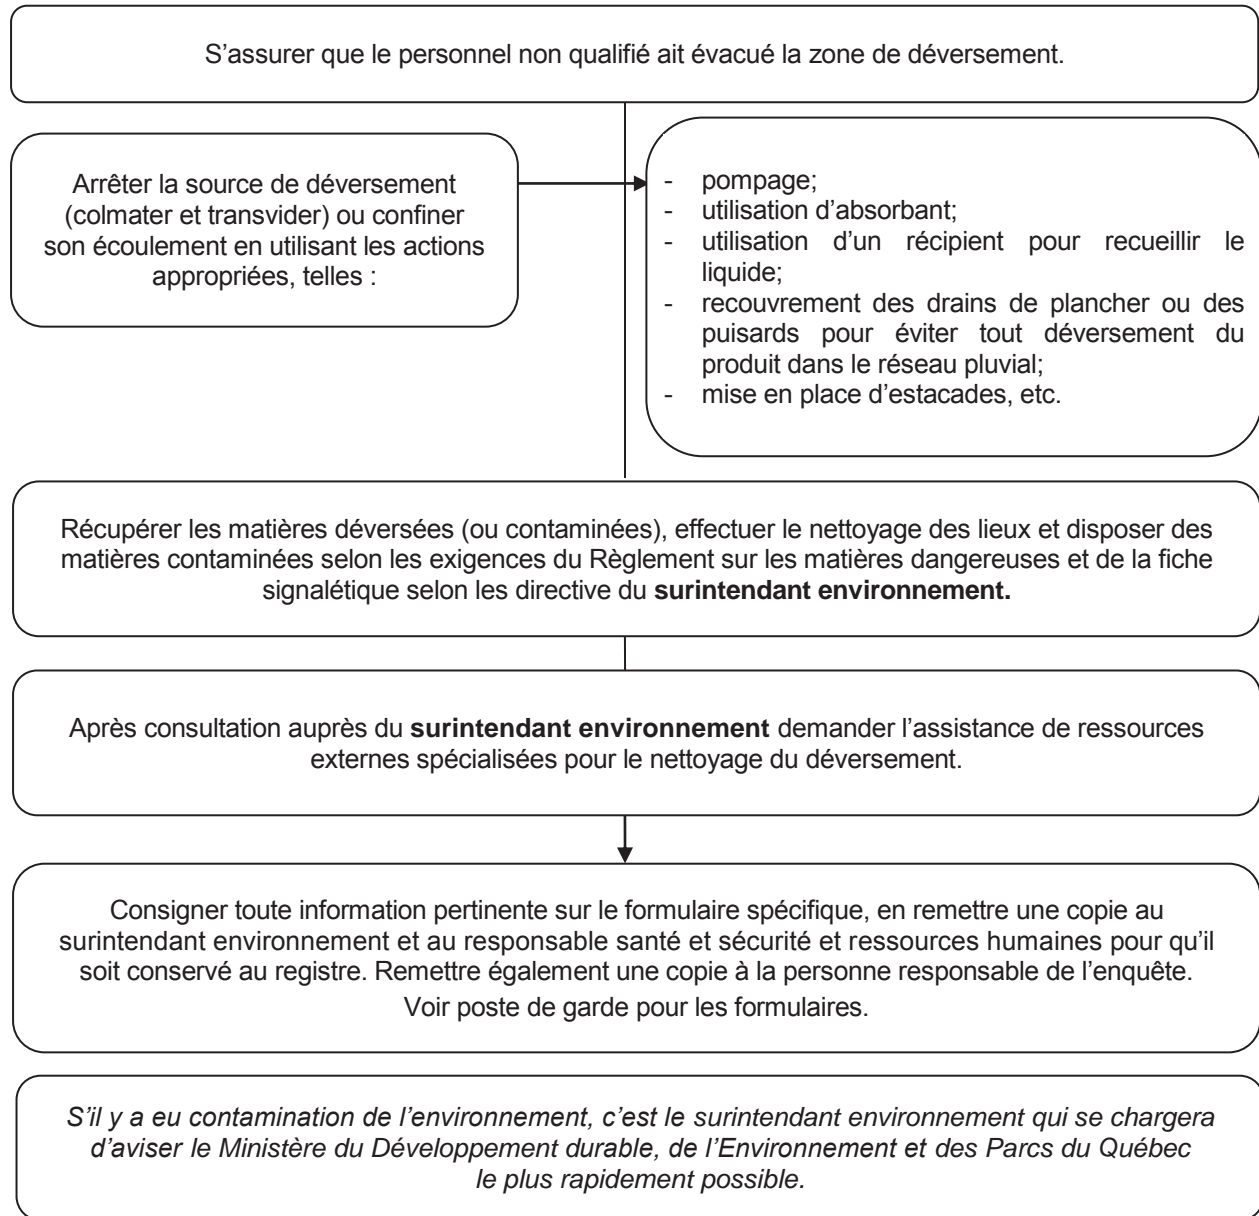 S’assurer que le personnel non qualifié ait évacué la zone de déversement.
Arrêter la source de déversement
(colmater et transvider) ou confiner
son écoulement en utilisant les actions
appropriées, telles :
- pompage;
- utilisation d’absorbant;
- utilisation d’un récipient pour recueillir le
liquide;
- recouvrement des drains de plancher ou des
puisards pour éviter tout déversement du
produit dans le réseau pluvial;
- mise en place d’estacades, etc.
Récupérer les matières déversées (ou contaminées), effectuer le nettoyage des lieux et disposer des
matières contaminées selon les exigences du Règlement sur les matières dangereuses et de la fiche
signalétique selon les directive du surintendant environnement.
Après consultation auprès du surintendant environnement demander l’assistance de ressources
externes spécialisées pour le nettoyage du déversement.
Consigner toute information pertinente sur le formulaire spécifique, en remettre une copie au
surintendant environnement et au responsable santé et sécurité et ressources humaines pour qu’il
soit conservé au registre. Remettre également une copie à la personne responsable de l’enquête.
Voir poste de garde pour les formulaires.
S’il y a eu contamination de l’environnement, c’est le surintendant environnement qui se chargera
d’aviser le Ministère du Développement durable, de l’Environnement et des Parcs du Québec
le plus rapidement possible.